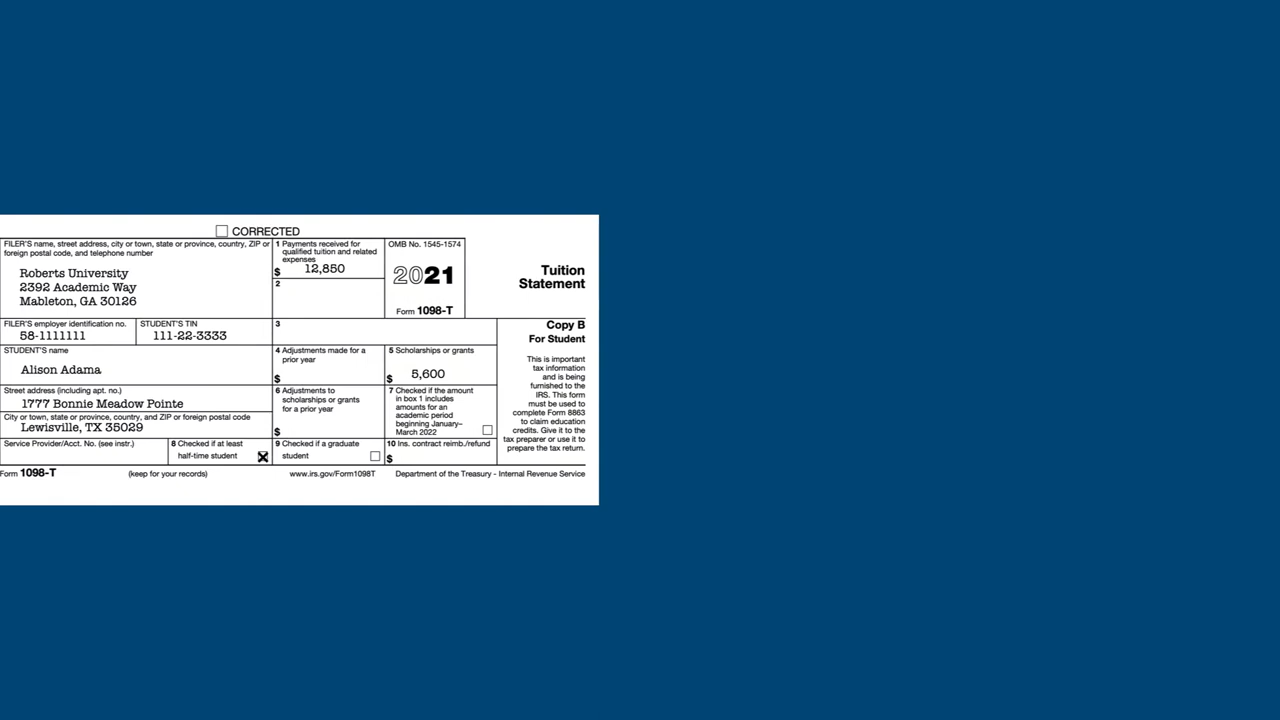 CORRECTED
FILER'S name, street address, city or town, state or province, country, ZIP or
foreign postal code, and telephone number
Roberts University
2392 Academic Way
Mableton, GA 30126
1 Payments received for
qualified tuition and related
expenses
$ 12,850
2
OMB No. 1545-1574
2021
Form 1098-T
Tuition
Statement
FILER'S employer identification no.
58-1111111
STUDENT'S TIN
111-22-3333
3
Copy B
For Student
STUDENT'S name
Alison Adama
4 Adjustments made for a
prior year
$
5 Scholarships or grants
$ 5,600
This is important
tax information
and is being
furnished to the
IRS. This form
must be used to
complete Form 8863
to claim education
credits. Give it to the
tax preparer or use it to
prepare the tax return.
Street address (including apt. no.)
1777 Bonnie Meadow Pointe
City or town, state or province, country, and ZIP or foreign postal code
Lewisville, TX 35029
6 Adjustments to
scholarships or grants
for a prior year
$
7 Checked if the amount
in box 1 includes
amounts for an
academic period
beginning January–
March 2022
Service Provider/Acct. No. (see instr.)
8 Checked if at least
half-time student
9 Checked if a graduate
student
10 Ins. contract reimb./refund
$
Form 1098-T
(keep for your records)
www.irs.gov/Form1098T
Department of the Treasury - Internal Revenue Service